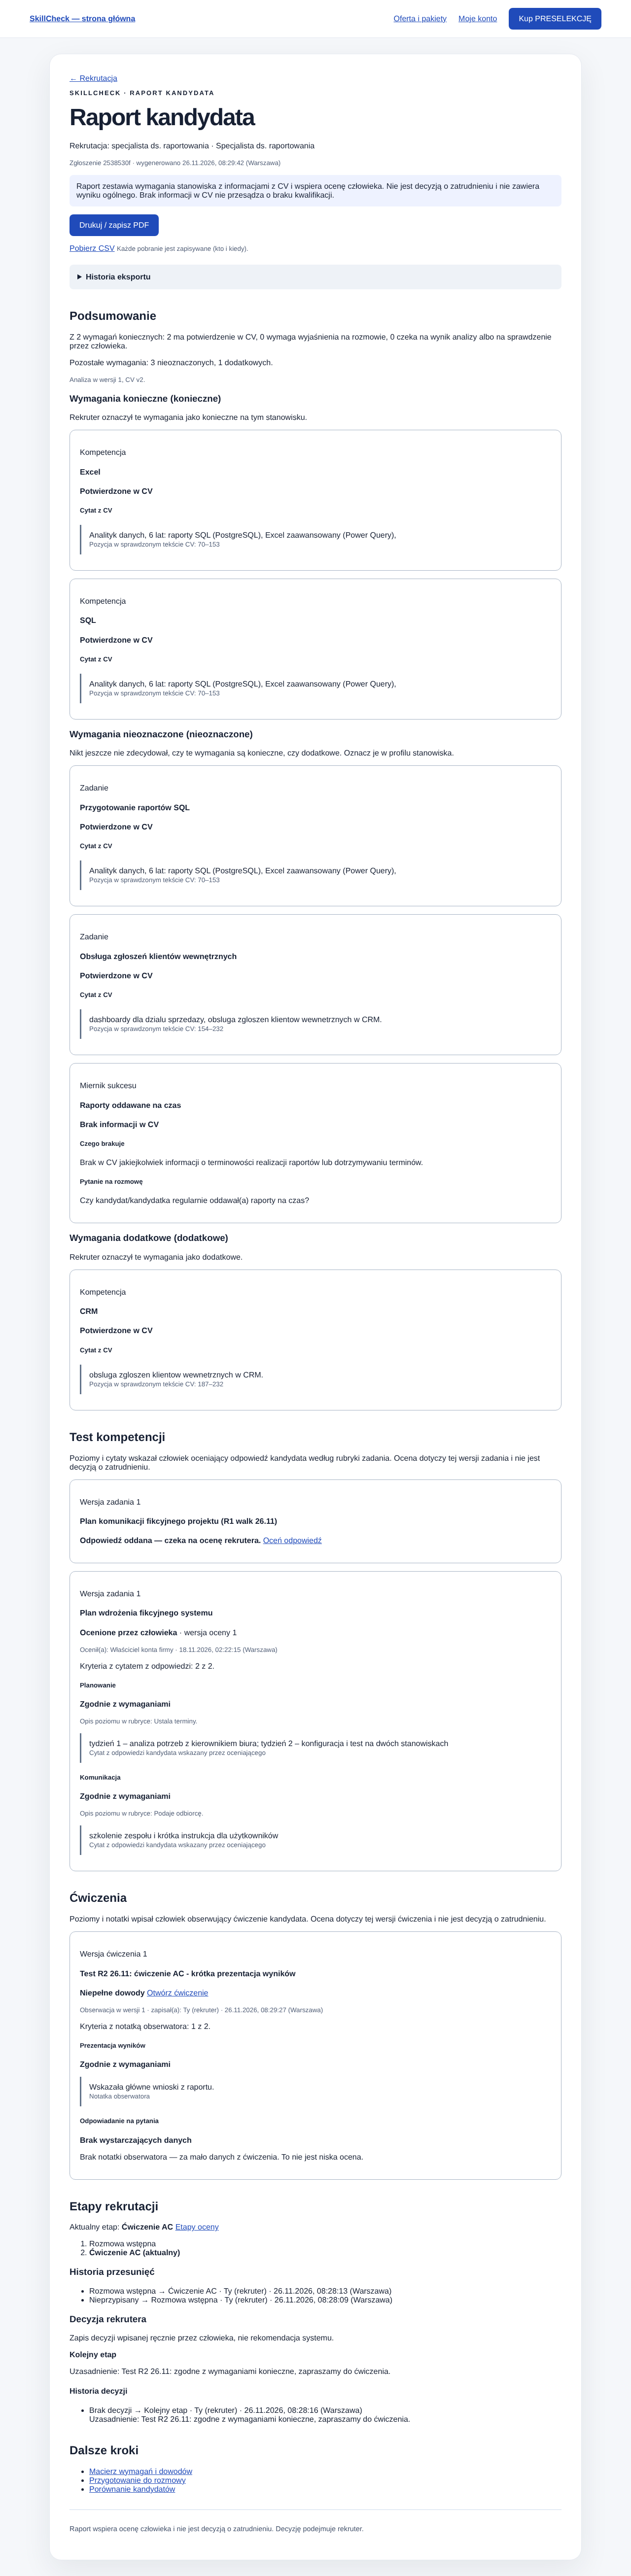 SkillCheck — strona główna
Oferta i pakiety
Moje konto
Kup PRESELEKCJĘ
← Rekrutacja
SKILLCHECK · RAPORT KANDYDATA
Raport kandydata
Rekrutacja: specjalista ds. raportowania · Specjalista ds. raportowania
Zgłoszenie 2538530f · wygenerowano 26.11.2026, 08:29:42 (Warszawa)
Raport zestawia wymagania stanowiska z informacjami z CV i wspiera ocenę człowieka. Nie jest decyzją o zatrudnieniu i nie zawiera
wyniku ogólnego. Brak informacji w CV nie przesądza o braku kwalifikacji.
Drukuj / zapisz PDF
Pobierz CSV Każde pobranie jest zapisywane (kto i kiedy).
▶ Historia eksportu
Podsumowanie
Z 2 wymagań koniecznych: 2 ma potwierdzenie w CV, 0 wymaga wyjaśnienia na rozmowie, 0 czeka na wynik analizy albo na sprawdzenie
przez człowieka.
Pozostałe wymagania: 3 nieoznaczonych, 1 dodatkowych.
Analiza w wersji 1, CV v2.
Wymagania konieczne (konieczne)
Rekruter oznaczył te wymagania jako konieczne na tym stanowisku.
Kompetencja
Excel
Potwierdzone w CV
Cytat z CV
Analityk danych, 6 lat: raporty SQL (PostgreSQL), Excel zaawansowany (Power Query),
Pozycja w sprawdzonym tekście CV: 70–153
Kompetencja
SQL
Potwierdzone w CV
Cytat z CV
Analityk danych, 6 lat: raporty SQL (PostgreSQL), Excel zaawansowany (Power Query),
Pozycja w sprawdzonym tekście CV: 70–153
Wymagania nieoznaczone (nieoznaczone)
Nikt jeszcze nie zdecydował, czy te wymagania są konieczne, czy dodatkowe. Oznacz je w profilu stanowiska.
Zadanie
Przygotowanie raportów SQL
Potwierdzone w CV
Cytat z CV
Analityk danych, 6 lat: raporty SQL (PostgreSQL), Excel zaawansowany (Power Query),
Pozycja w sprawdzonym tekście CV: 70–153
Zadanie
Obsługa zgłoszeń klientów wewnętrznych
Potwierdzone w CV
Cytat z CV
dashboardy dla dzialu sprzedazy, obsluga zgloszen klientow wewnetrznych w CRM.
Pozycja w sprawdzonym tekście CV: 154–232
Miernik sukcesu
Raporty oddawane na czas
Brak informacji w CV
Czego brakuje
Brak w CV jakiejkolwiek informacji o terminowości realizacji raportów lub dotrzymywaniu terminów.
Pytanie na rozmowę
Czy kandydat/kandydatka regularnie oddawał(a) raporty na czas?
Wymagania dodatkowe (dodatkowe)
Rekruter oznaczył te wymagania jako dodatkowe.
Kompetencja
CRM
Potwierdzone w CV
Cytat z CV
obsluga zgloszen klientow wewnetrznych w CRM.
Pozycja w sprawdzonym tekście CV: 187–232
Test kompetencji
Poziomy i cytaty wskazał człowiek oceniający odpowiedź kandydata według rubryki zadania. Ocena dotyczy tej wersji zadania i nie jest
decyzją o zatrudnieniu.
Wersja zadania 1
Plan komunikacji fikcyjnego projektu (R1 walk 26.11)
Odpowiedź oddana — czeka na ocenę rekrutera. Oceń odpowiedź
Wersja zadania 1
Plan wdrożenia fikcyjnego systemu
Ocenione przez człowieka · wersja oceny 1
Ocenił(a): Właściciel konta firmy · 18.11.2026, 02:22:15 (Warszawa)
Kryteria z cytatem z odpowiedzi: 2 z 2.
Planowanie
Zgodnie z wymaganiami
Opis poziomu w rubryce: Ustala terminy.
tydzień 1 – analiza potrzeb z kierownikiem biura; tydzień 2 – konfiguracja i test na dwóch stanowiskach
Cytat z odpowiedzi kandydata wskazany przez oceniającego
Komunikacja
Zgodnie z wymaganiami
Opis poziomu w rubryce: Podaje odbiorcę.
szkolenie zespołu i krótka instrukcja dla użytkowników
Cytat z odpowiedzi kandydata wskazany przez oceniającego
Ćwiczenia
Poziomy i notatki wpisał człowiek obserwujący ćwiczenie kandydata. Ocena dotyczy tej wersji ćwiczenia i nie jest decyzją o zatrudnieniu.
Wersja ćwiczenia 1
Test R2 26.11: ćwiczenie AC - krótka prezentacja wyników
Niepełne dowody Otwórz ćwiczenie
Obserwacja w wersji 1 · zapisał(a): Ty (rekruter) · 26.11.2026, 08:29:27 (Warszawa)
Kryteria z notatką obserwatora: 1 z 2.
Prezentacja wyników
Zgodnie z wymaganiami
Wskazała główne wnioski z raportu.
Notatka obserwatora
Odpowiadanie na pytania
Brak wystarczających danych
Brak notatki obserwatora — za mało danych z ćwiczenia. To nie jest niska ocena.
Etapy rekrutacji
Aktualny etap: Ćwiczenie AC Etapy oceny
1. Rozmowa wstępna
2. Ćwiczenie AC (aktualny)
Historia przesunięć
• Rozmowa wstępna → Ćwiczenie AC · Ty (rekruter) · 26.11.2026, 08:28:13 (Warszawa)
• Nieprzypisany → Rozmowa wstępna · Ty (rekruter) · 26.11.2026, 08:28:09 (Warszawa)
Decyzja rekrutera
Zapis decyzji wpisanej ręcznie przez człowieka, nie rekomendacja systemu.
Kolejny etap
Uzasadnienie: Test R2 26.11: zgodne z wymaganiami konieczne, zapraszamy do ćwiczenia.
Historia decyzji
• Brak decyzji → Kolejny etap · Ty (rekruter) · 26.11.2026, 08:28:16 (Warszawa)
Uzasadnienie: Test R2 26.11: zgodne z wymaganiami konieczne, zapraszamy do ćwiczenia.
Dalsze kroki
• Macierz wymagań i dowodów
• Przygotowanie do rozmowy
• Porównanie kandydatów
Raport wspiera ocenę człowieka i nie jest decyzją o zatrudnieniu. Decyzję podejmuje rekruter.